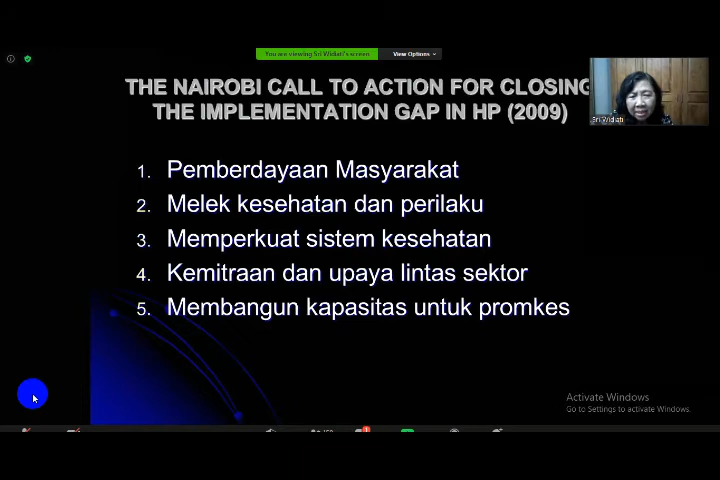 You are viewing Sri Widiati's screen View Options
THE NAIROBI CALL TO ACTION FOR CLOSING
THE IMPLEMENTATION GAP IN HP (2009)
Sri Widiati
1. Pemberdayaan Masyarakat
2. Melek kesehatan dan perilaku
3. Memperkuat sistem kesehatan
4. Kemitraan dan upaya lintas sektor
5. Membangun kapasitas untuk promkes
Activate Windows
Go to Settings to activate Windows.